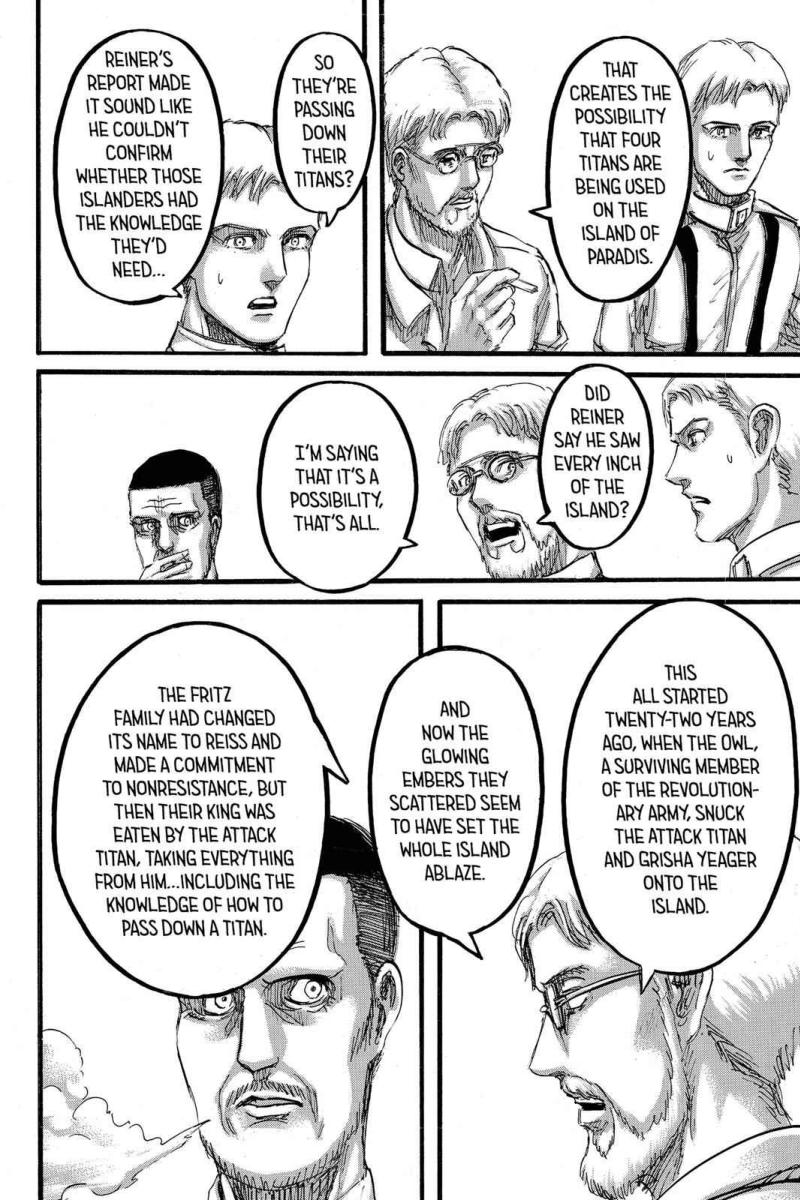 THAT
CREATES THE
POSSIBILITY
THAT FOUR
TITANS ARE
BEING USED
ON THE
ISLAND OF
PARADIS.
SO
THEY'RE
PASSING
DOWN
THEIR
TITANS?
REINER'S
REPORT MADE
IT SOUND LIKE
HE COULDN'T
CONFIRM
WHETHER THOSE
ISLANDERS HAD
THE KNOWLEDGE
THEY'D
NEED...
DID
REINER
SAY HE SAW
EVERY INCH
OF THE
ISLAND?
I'M SAYING
THAT IT'S A
POSSIBILITY,
THAT'S ALL.
THIS
ALL STARTED
TWENTY-TWO YEARS
AGO, WHEN THE OWL,
A SURVIVING MEMBER
OF THE REVOLUTION-
ARY ARMY, SNUCK
THE ATTACK TITAN
AND GRISHA YEAGER
ONTO THE
ISLAND.
AND
NOW THE
GLOWING
EMBERS THEY
SCATTERED SEEM
TO HAVE SET THE
WHOLE ISLAND
ABLAZE.
THE FRITZ
FAMILY HAD CHANGED
ITS NAME TO REISS AND
MADE A COMMITMENT
TO NONRESISTANCE, BUT
THEN THEIR KING WAS
EATEN BY THE ATTACK
TITAN, TAKING EVERYTHING
FROM HIM...INCLUDING THE
KNOWLEDGE OF HOW TO
PASS DOWN A TITAN.